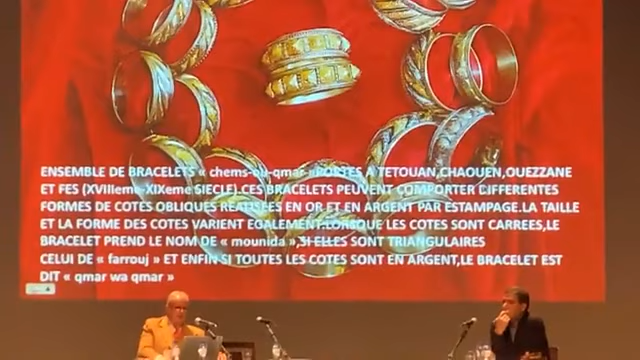 ENSEMBLE DE BRACELETS « chems-ou-qmar »PORTES A TETOUAN,CHAOUEN,OUEZZANE
ET FES (XVIIIeme-XIXeme SIECLE).CES BRACELETS PEUVENT COMPORTER DIFFERENTES
FORMES DE COTES OBLIQUES REALISEES EN OR ET EN ARGENT PAR ESTAMPAGE.LA TAILLE
ET LA FORME DES COTES VARIENT EGALEMENT.LORSQUE LES COTES SONT CARREES,LE
BRACELET PREND LE NOM DE « mounida »,SI ELLES SONT TRIANGULAIRES
CELUI DE « farrouj » ET ENFIN SI TOUTES LES COTES SONT EN ARGENT,LE BRACELET EST
DIT « qmar wa qmar »